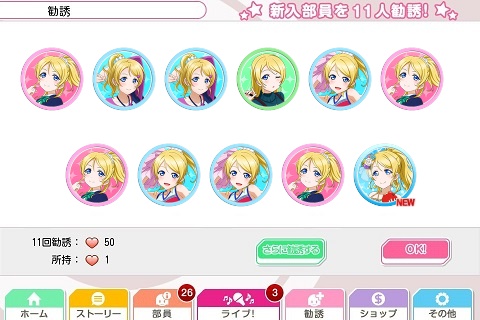 勧誘
新入部員を11人勧誘!
NEW
11回勧誘: 50
所持: 1
さらに勧誘する
OK!
26
3
ホーム
ストーリー
部員
ライブ!
勧誘
ショップ
その他